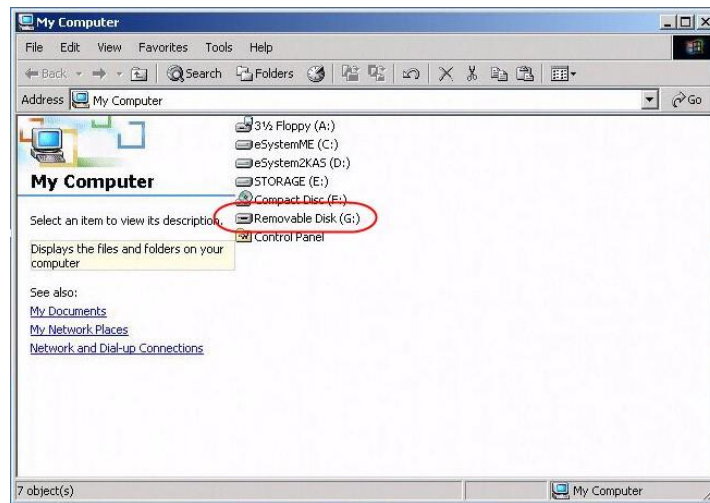 My Computer
File Edit View Favorites Tools Help
Back Search Folders
Address My Computer Go
3½ Floppy (A:)
eSystemME (C:)
eSystem2KAS (D:)
STORAGE (E:)
Compact Disc (F:)
Removable Disk (G:)
Control Panel
My Computer
Select an item to view its description.
Displays the files and folders on your
computer
See also:
My Documents
My Network Places
Network and Dial-up Connections
7 object(s) My Computer